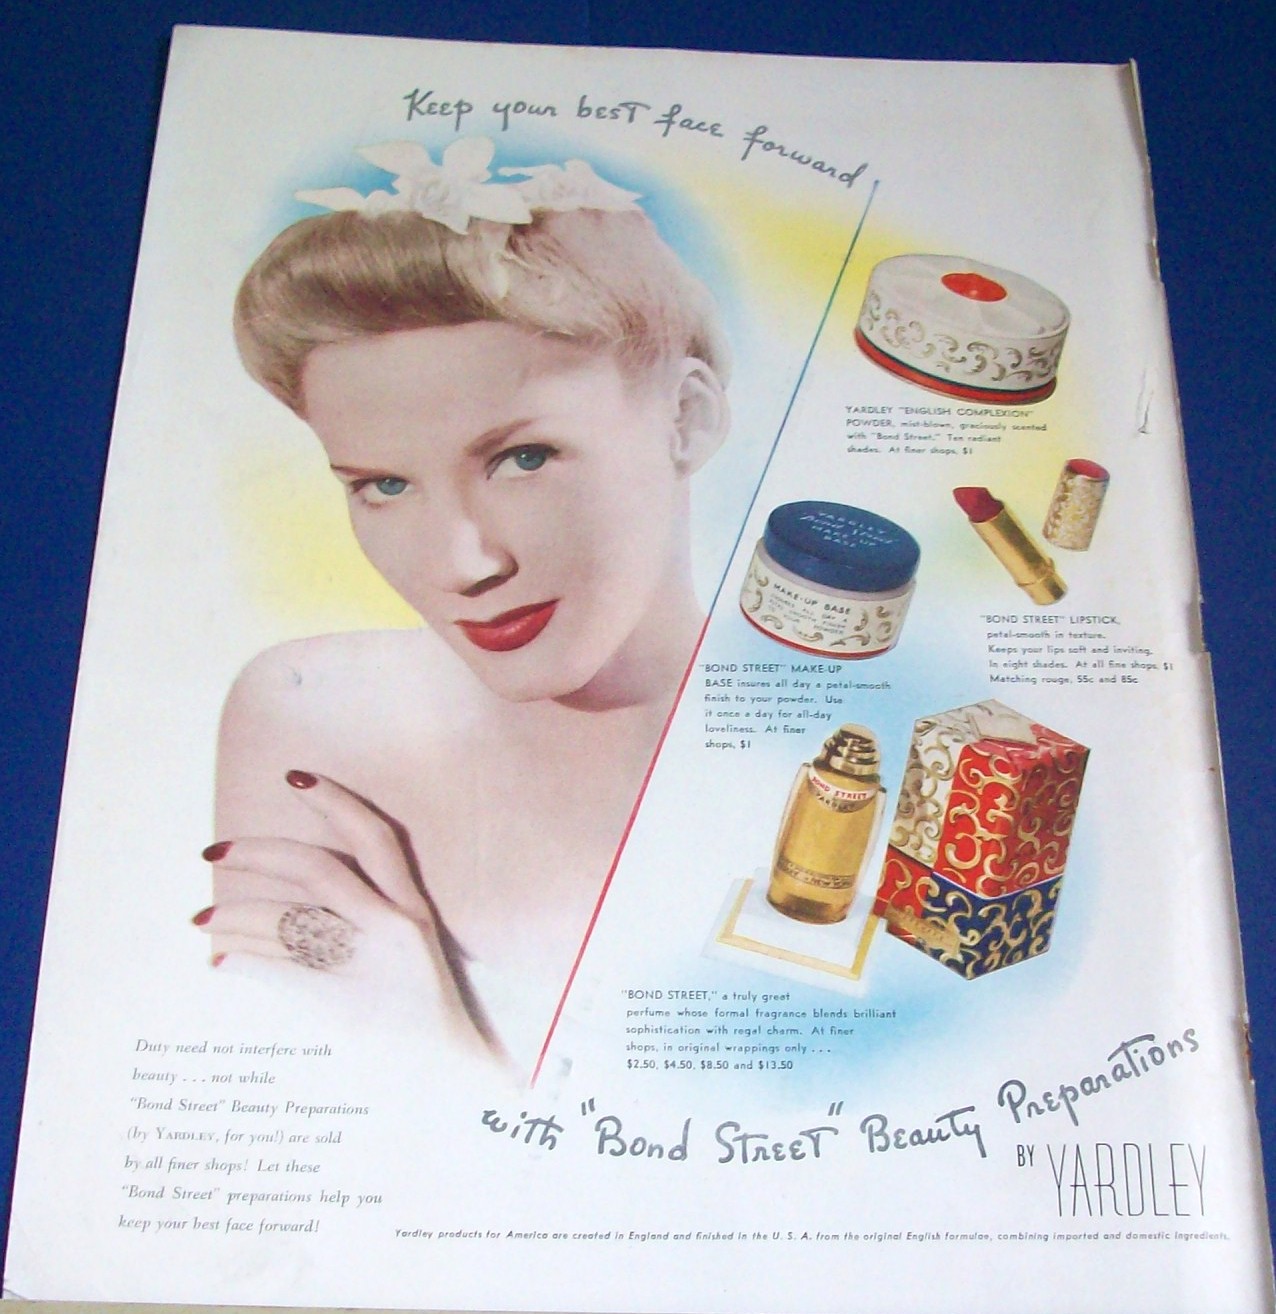 Keep your best face forward
YARDLEY "ENGLISH COMPLEXION"
POWDER, mist-blown, graciously scented
with "Bond Street." Ten radiant
shades. At finer shops, $1
YARDLEY
Bond Street
MAKE-UP
BASE
MAKE-UP BASE
"BOND STREET" LIPSTICK,
petal-smooth in texture.
Keeps your lips soft and inviting.
In eight shades. At all fine shops, $1
Matching rouge, 55c and 85c
"BOND STREET" MAKE-UP
BASE insures all day a petal-smooth
finish to your powder. Use
it once a day for all-day
loveliness. At finer
shops, $1
BOND STREET
YARDLEY
"BOND STREET," a truly great
perfume whose formal fragrance blends brilliant
sophistication with regal charm. At finer
shops, in original wrappings only . . .
$2.50, $4.50, $8.50 and $13.50
Duty need not interfere with
beauty . . . not while
"Bond Street" Beauty Preparations
(by YARDLEY, for you!) are sold
by all finer shops! Let these
"Bond Street" preparations help you
keep your best face forward!
with "Bond Street" Beauty Preparations
BY YARDLEY
Yardley products for America are created in England and finished in the U. S. A. from the original English formulae, combining imported and domestic ingredients.